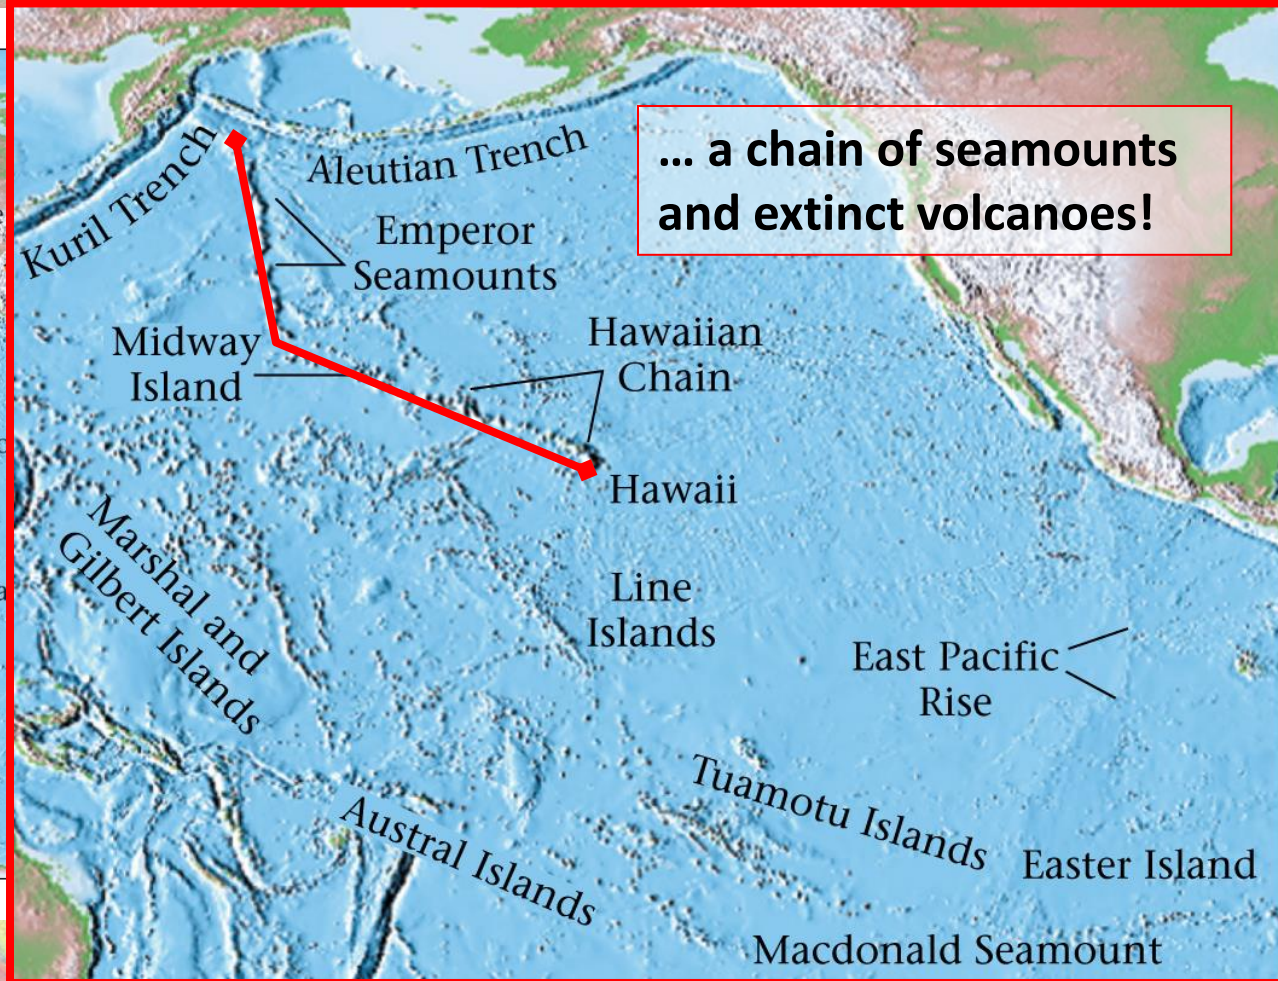 … a chain of seamounts
and extinct volcanoes!
Kuril Trench
Aleutian Trench
Emperor
Seamounts
Midway
Island
Hawaiian
Chain
Hawaii
Marshal and
Gilbert Islands
Line
Islands
East Pacific
Rise
Tuamotu Islands
Austral Islands
Easter Island
Macdonald Seamount